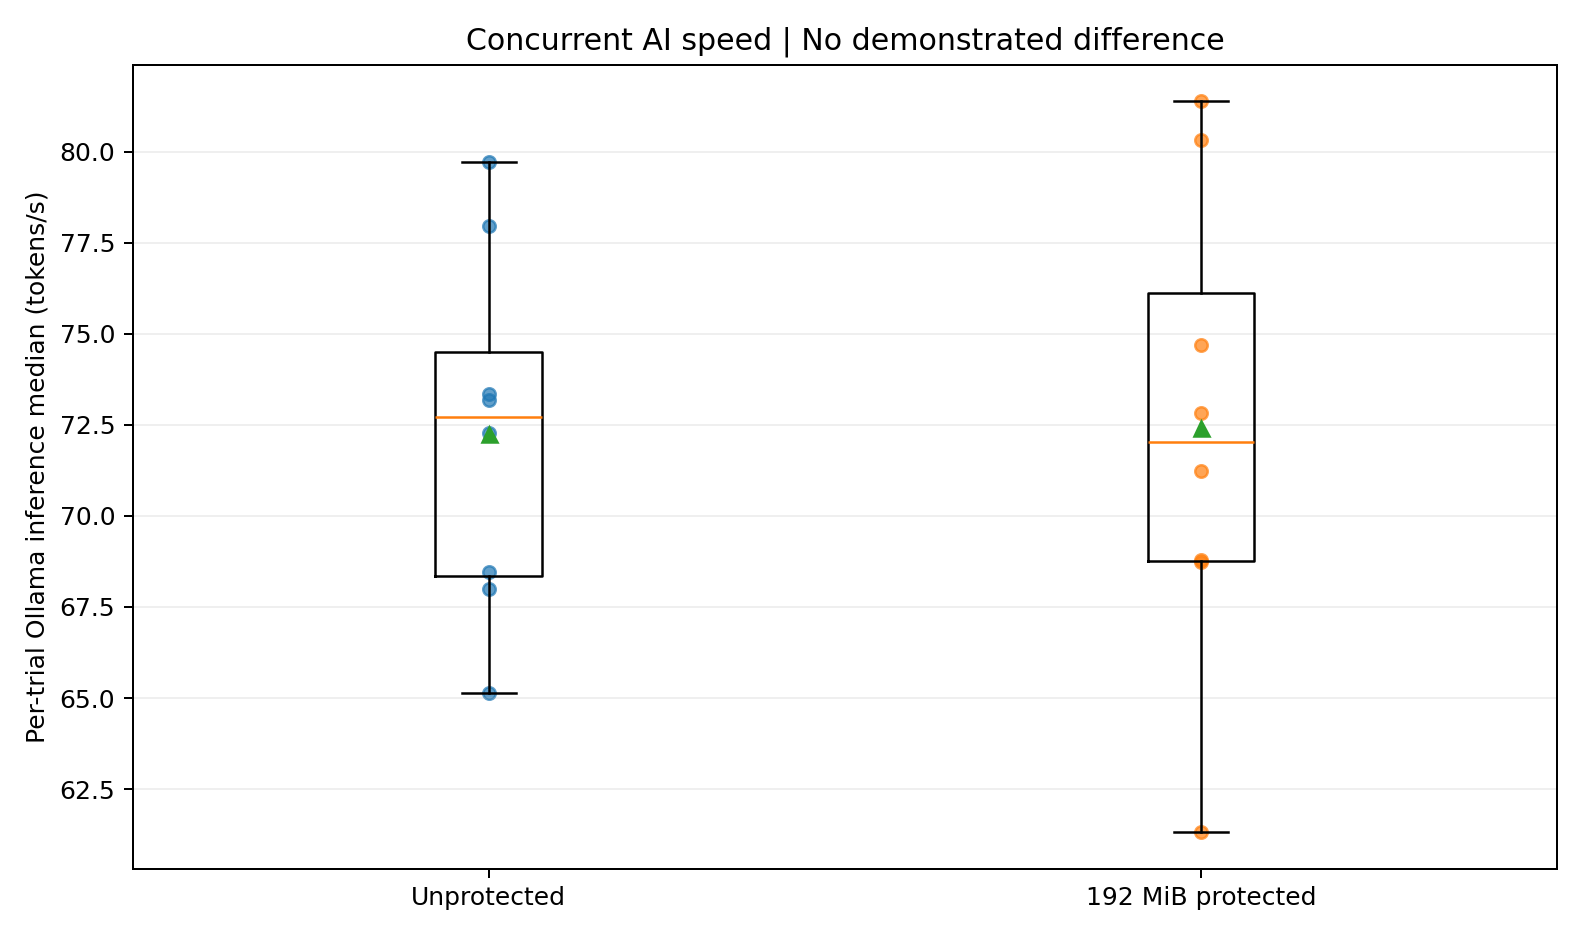 Concurrent AI speed | No demonstrated difference
Per-trial Ollama inference median (tokens/s)
80.0
77.5
75.0
72.5
70.0
67.5
65.0
62.5
Unprotected
192 MiB protected